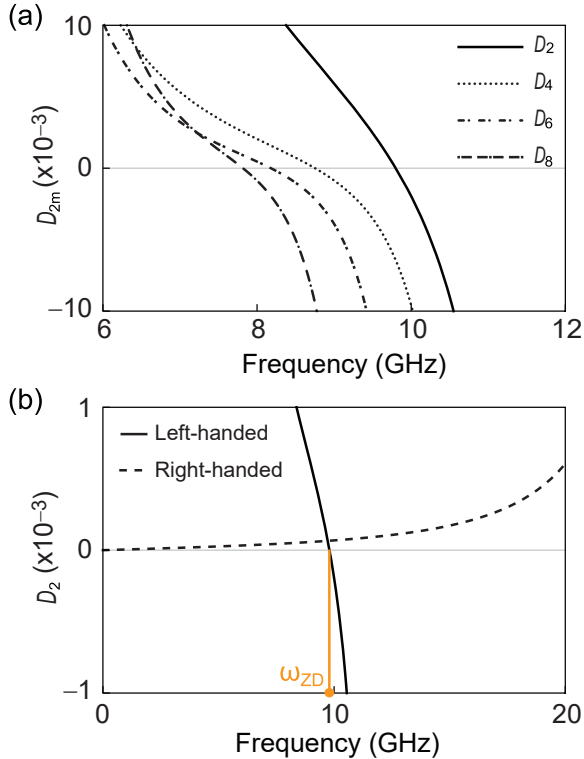 (a)
10
0
−10
D2m (x10−3)
D2
D4
D6
D8
6
8
10
12
Frequency (GHz)
(b)
1
0
−1
D2 (x10−3)
Left-handed
Right-handed
ωZD
0
10
20
Frequency (GHz)